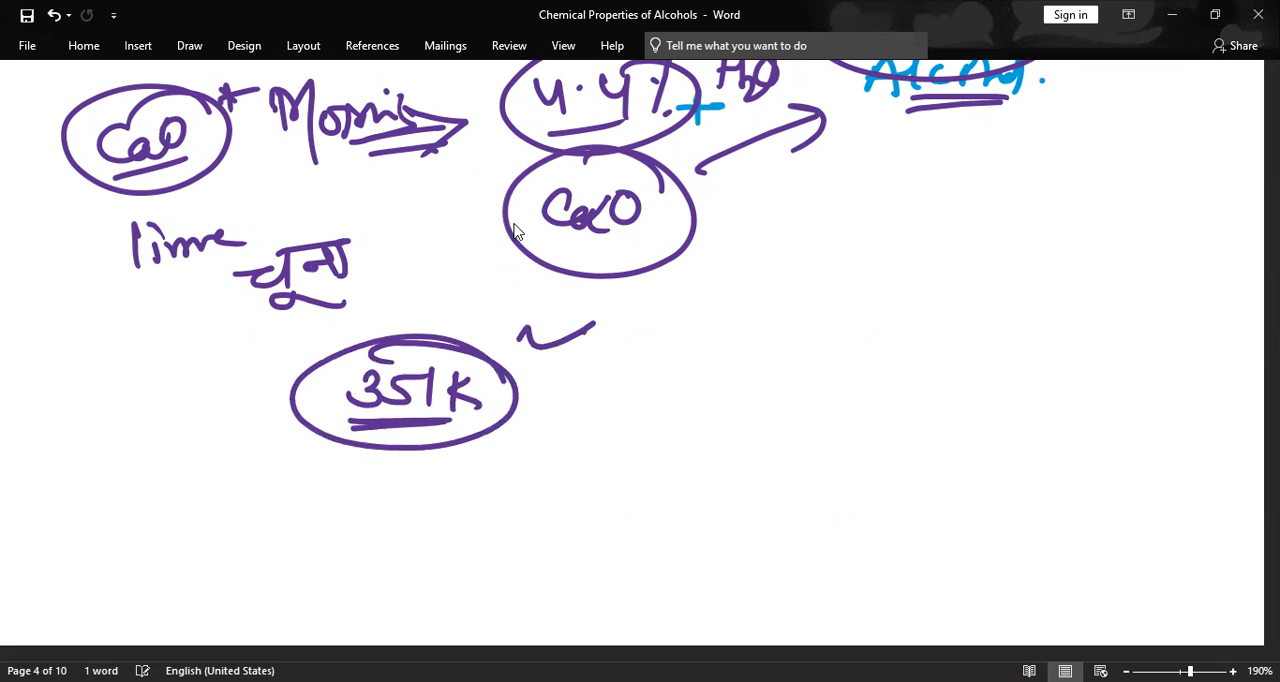 Chemical Properties of Alcohols - Word
Sign in
File Home Insert Draw Design Layout References Mailings Review View Help Tell me what you want to do Share
4.4% H2O
+
Alcohol.
CaO
CaO
lime
चूना
351K
Page 4 of 10 1 word English (United States) 190%